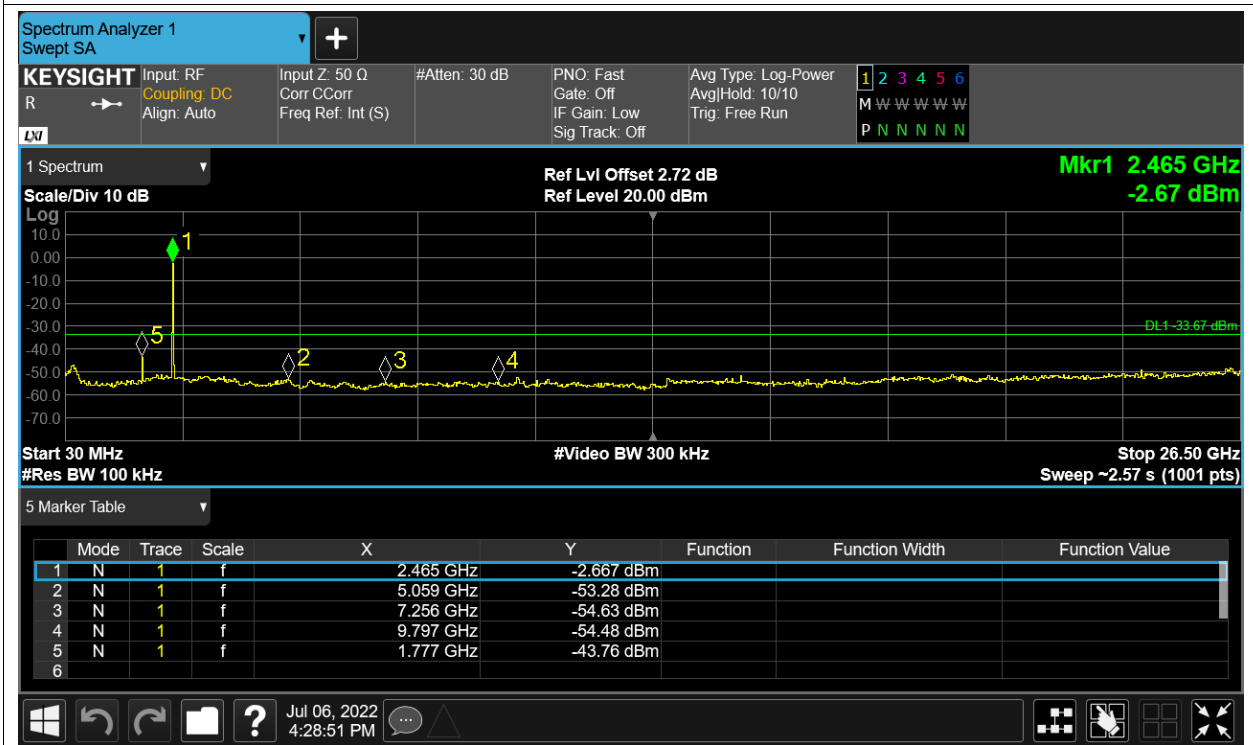 Spectrum Analyzer 1
Swept SA
+
KEYSIGHT
R
LXI
Input: RF
Coupling: DC
Align: Auto
Input Z: 50 Ω
Corr CCorr
Freq Ref: Int (S)
#Atten: 30 dB
PNO: Fast
Gate: Off
IF Gain: Low
Sig Track: Off
Avg Type: Log-Power
Avg|Hold: 10/10
Trig: Free Run
1 2 3 4 5 6
M W W W W W
P N N N N N
1 Spectrum
Scale/Div 10 dB
Ref Lvl Offset 2.72 dB
Ref Level 20.00 dBm
Mkr1 2.465 GHz
-2.67 dBm
Log
10.0
0.00
-10.0
-20.0
-30.0
-40.0
-50.0
-60.0
-70.0
1
5
2
3
4
DL1 -33.67 dBm
Start 30 MHz
#Res BW 100 kHz
#Video BW 300 kHz
Stop 26.50 GHz
Sweep ~2.57 s (1001 pts)
5 Marker Table
Mode Trace Scale X Y Function Function Width Function Value
1 N 1 f 2.465 GHz -2.667 dBm
2 N 1 f 5.059 GHz -53.28 dBm
3 N 1 f 7.256 GHz -54.63 dBm
4 N 1 f 9.797 GHz -54.48 dBm
5 N 1 f 1.777 GHz -43.76 dBm
6
?
Jul 06, 2022
4:28:51 PM